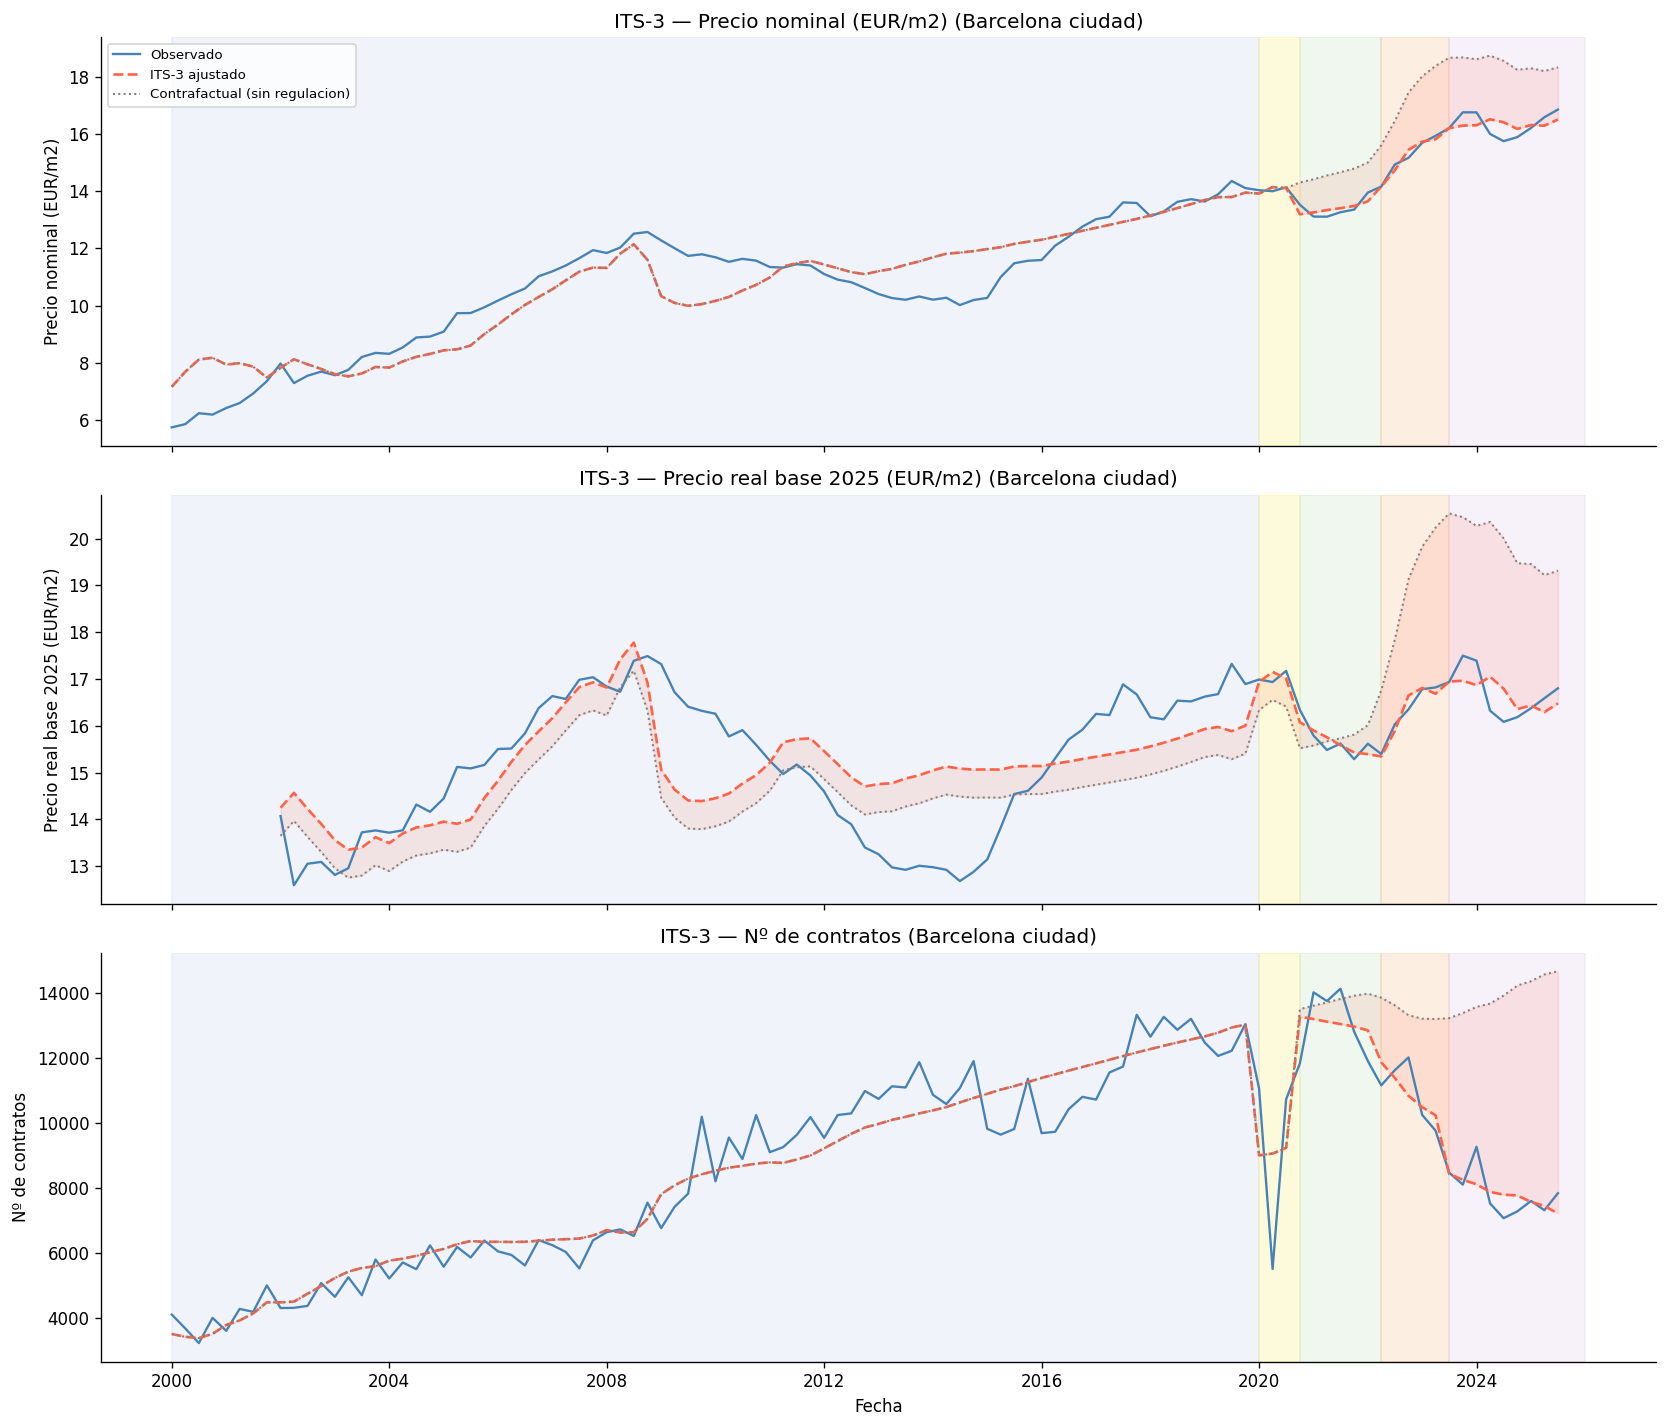 ITS-3 — Precio nominal (EUR/m2) (Barcelona ciudad)
Observado
ITS-3 ajustado
Contrafactual (sin regulacion)
Precio nominal (EUR/m2)
18
16
14
12
10
8
6
ITS-3 — Precio real base 2025 (EUR/m2) (Barcelona ciudad)
Precio real base 2025 (EUR/m2)
20
19
18
17
16
15
14
13
ITS-3 — Nº de contratos (Barcelona ciudad)
Nº de contratos
14000
12000
10000
8000
6000
4000
2000 2004 2008 2012 2016 2020 2024
Fecha